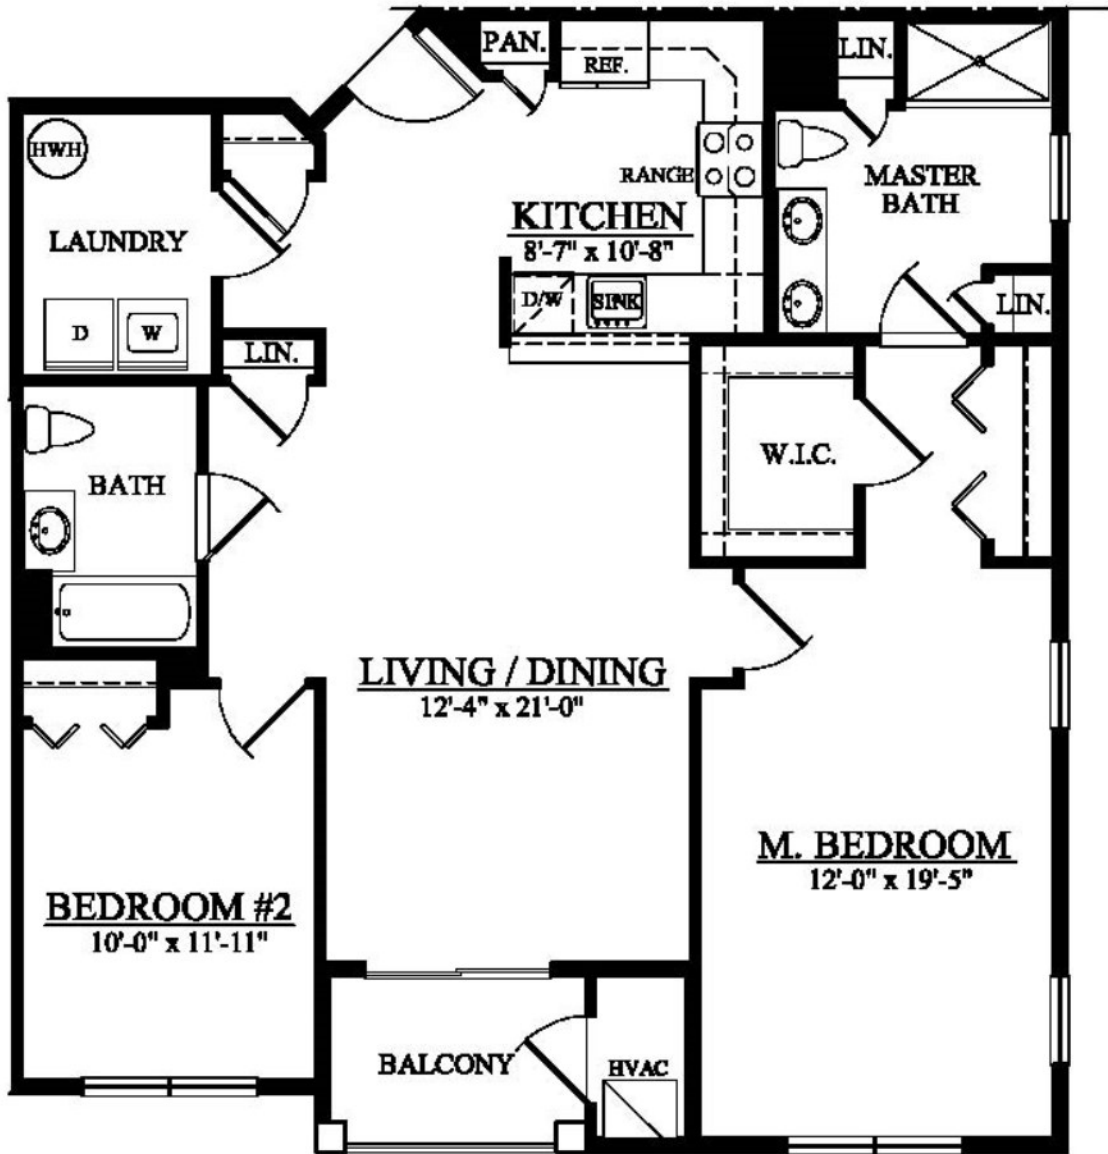 PAN.
REF.
LIN.
HWH
RANGE
MASTER
BATH
KITCHEN
8'-7" x 10'-8"
LAUNDRY
D/W
SINK
LIN.
D
W
LIN.
W.I.C.
BATH
LIVING / DINING
12'-4" x 21'-0"
M. BEDROOM
12'-0" x 19'-5"
BEDROOM #2
10'-0" x 11'-11"
BALCONY
HVAC